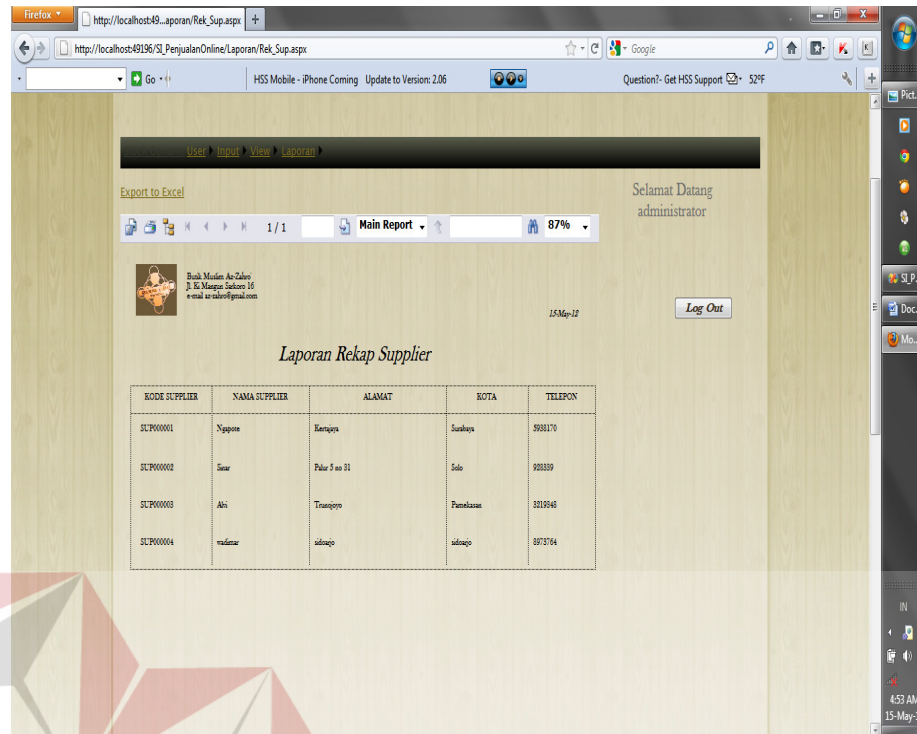 Firefox
http://localhost:49...aporan/Rek_Sup.aspx
http://localhost:49196/SI_PenjualanOnline/Laporan/Rek_Sup.aspx
Google
Go
HSS Mobile - iPhone Coming Update to Version: 2.06
Question?- Get HSS Support
52°F
User Input View Laporan
Export to Excel
Selamat Datang
administrator
1 / 1
Main Report
87%
Butik Muslim Az-Zahro'
Jl. Ki Mangun Sarkoro 16
e-mail az-zahro@gmail.com
15-May-12
Log Out
Laporan Rekap Supplier
KODE SUPPLIER NAMA SUPPLIER ALAMAT KOTA TELEPON
SUP000001 Ngapote Kertajaya Surabaya 5938170
SUP000002 Sinar Palur 5 no 31 Solo 928339
SUP000003 Abi Trunojoyo Pamekasan 3219348
SUP000004 wadimar sidoarjo sidoarjo 8973764
Pict.
SI_P.
Doc.
Mo..
IN
4:53 AM
15-May-